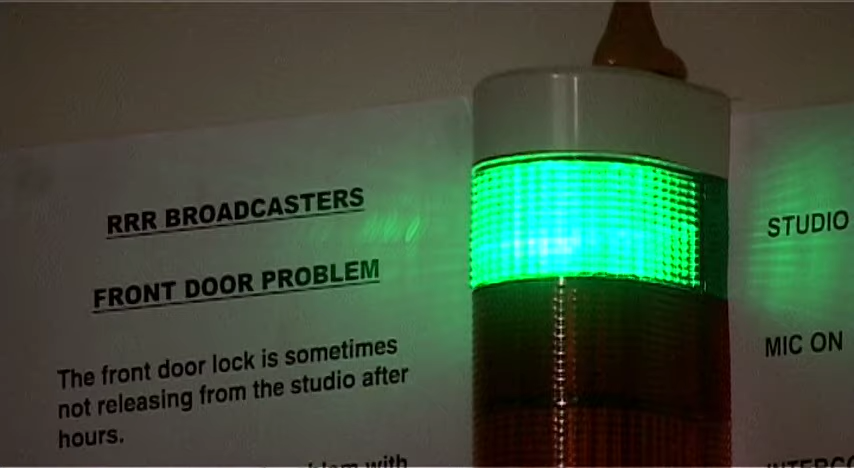 RRR BROADCASTERS
FRONT DOOR PROBLEM
The front door lock is sometimes
not releasing from the studio after
hours.
with
STUDIO
MIC ON